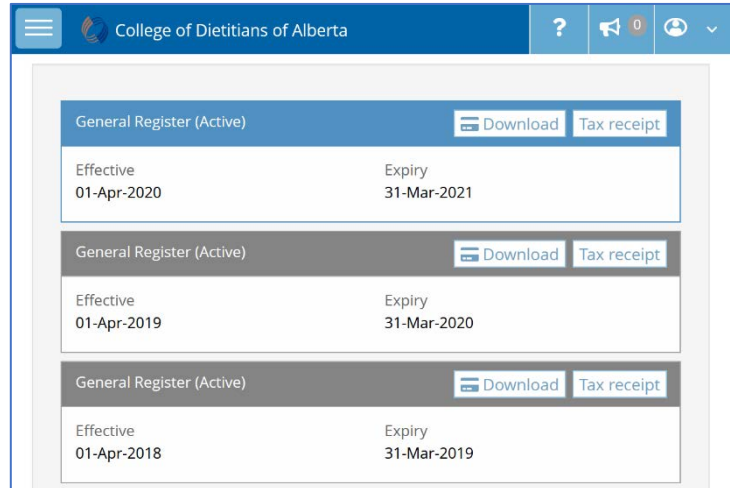 College of Dietitians of Alberta ? 0
General Register (Active) Download Tax receipt
Effective Expiry
01-Apr-2020 31-Mar-2021
General Register (Active) Download Tax receipt
Effective Expiry
01-Apr-2019 31-Mar-2020
General Register (Active) Download Tax receipt
Effective Expiry
01-Apr-2018 31-Mar-2019